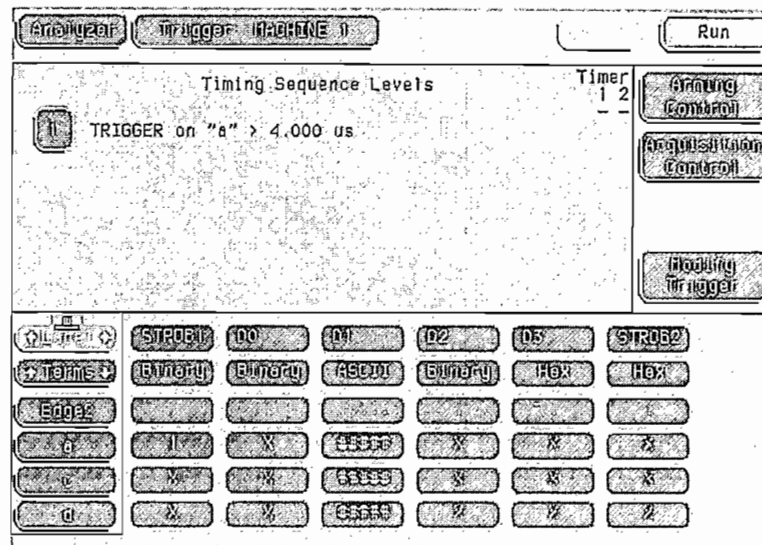 Analyzer Trigger MACHINE 1 Run
Timing Sequence Levels
Timer
1 2
Arming
Control
1 TRIGGER on "a" > 4.000 us
Acquisition
Control
Modify
Trigger
Label STROB1 D0 D1 D2 D3 STROB2
Terms Binary Binary ASCII Binary Hex Hex
Edge2
a 1 X $$$$$ X X X
c X X $$$$$ X X X
d X X $$$$$ X X X